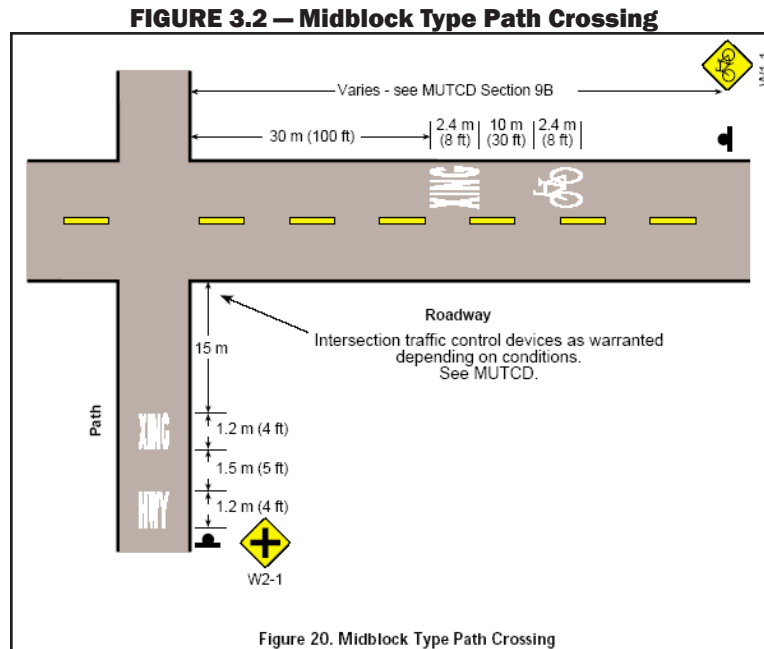 FIGURE 3.2 — Midblock Type Path Crossing
Varies - see MUTCD Section 9B
W11-1
30 m (100 ft)
2.4 m
(8 ft)
10 m
(30 ft)
2.4 m
(8 ft)
XING
Roadway
Intersection traffic control devices as warranted
depending on conditions.
See MUTCD.
15 m
Path
XING
1.2 m (4 ft)
1.5 m (5 ft)
HWY
1.2 m (4 ft)
W2-1
Figure 20. Midblock Type Path Crossing